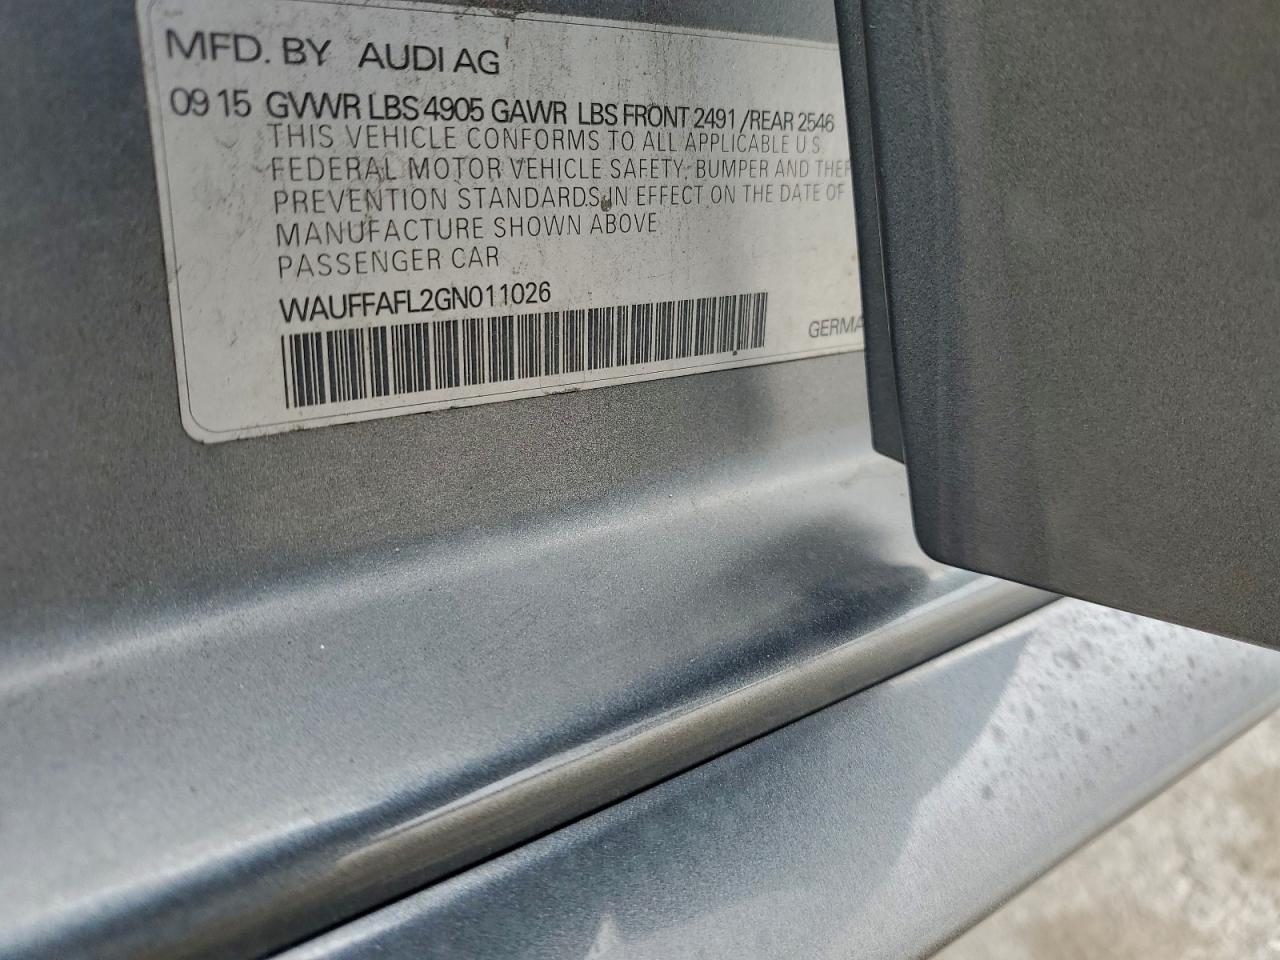 MFD. BY AUDI AG
09 15 GVWR LBS 4905 GAWR LBS FRONT 2491 /REAR 2546
THIS VEHICLE CONFORMS TO ALL APPLICABLE U.S.
FEDERAL MOTOR VEHICLE SAFETY, BUMPER AND THEF
PREVENTION STANDARDS IN EFFECT ON THE DATE OF
MANUFACTURE SHOWN ABOVE
PASSENGER CAR
WAUFFAFL2GN011026
GERMA